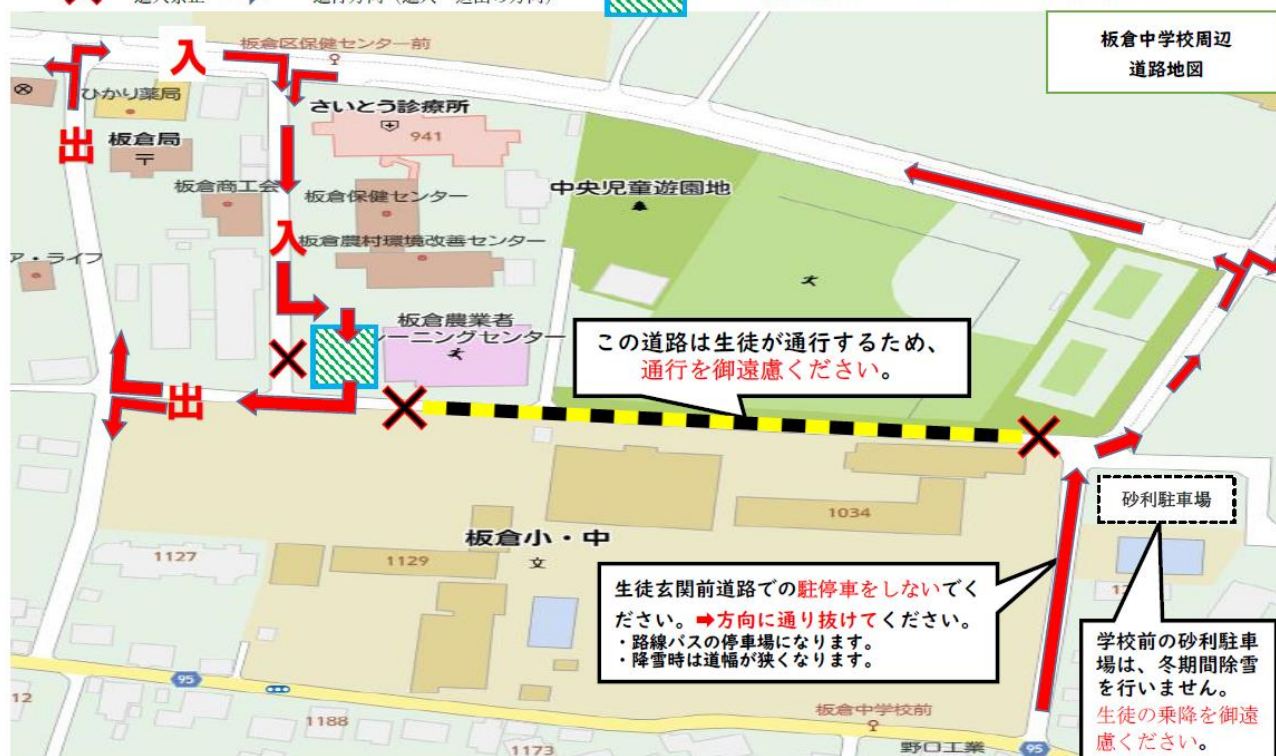 板倉中学校周辺
道路地図
板倉区保健センター前
入
ひかり薬局
さいとう診療所
941
出
板倉局
板倉商工会
板倉保健センター
中央児童遊園地
入
板倉農村環境改善センター
ア・ライフ
板倉農業者
レーニングセンター
この道路は生徒が通行するため、
通行を御遠慮ください。
出
砂利駐車場
1034
板倉小・中
文
1127
1129
生徒玄関前道路での駐停車をしないでく
ださい。➡方向に通り抜けてください。
・路線バスの停車場になります。
・降雪時は道幅が狭くなります。
学校前の砂利駐車
場は、冬期間除雪
を行いません。
生徒の乗降を御遠
慮ください。
95
12
1188
板倉中学校前
1173
野口工業
95